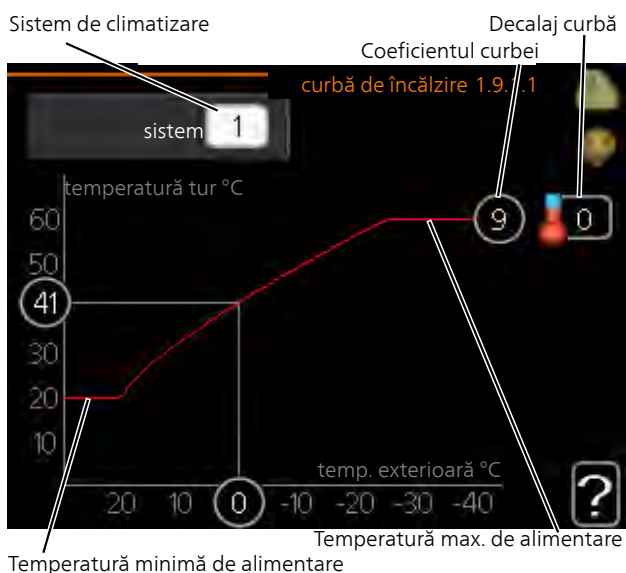 Sistem de climatizare
Decalaj curbă
Coeficientul curbei
curbă de încălzire 1.9.1.1
sistem 1
temperatură tur °C
60
9
0
50
41
30
20
10
temp. exterioară °C
20 10 0 -10 -20 -30 -40
?
Temperatură max. de alimentare
Temperatură minimă de alimentare